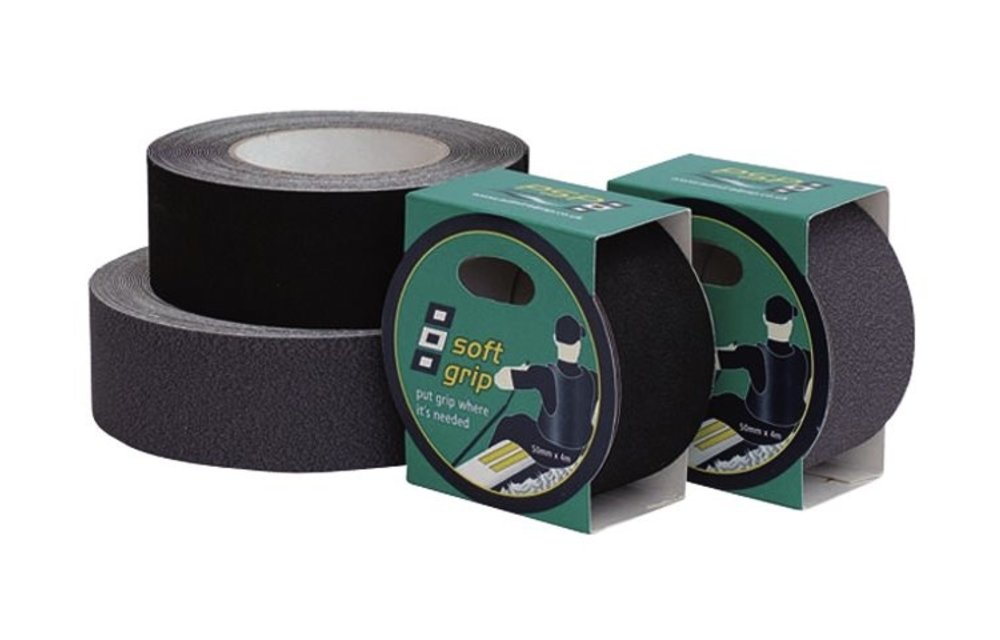 PSP
soft
grip
put grip where
it's needed
50mm x 4m
PSP
50mm x 4m